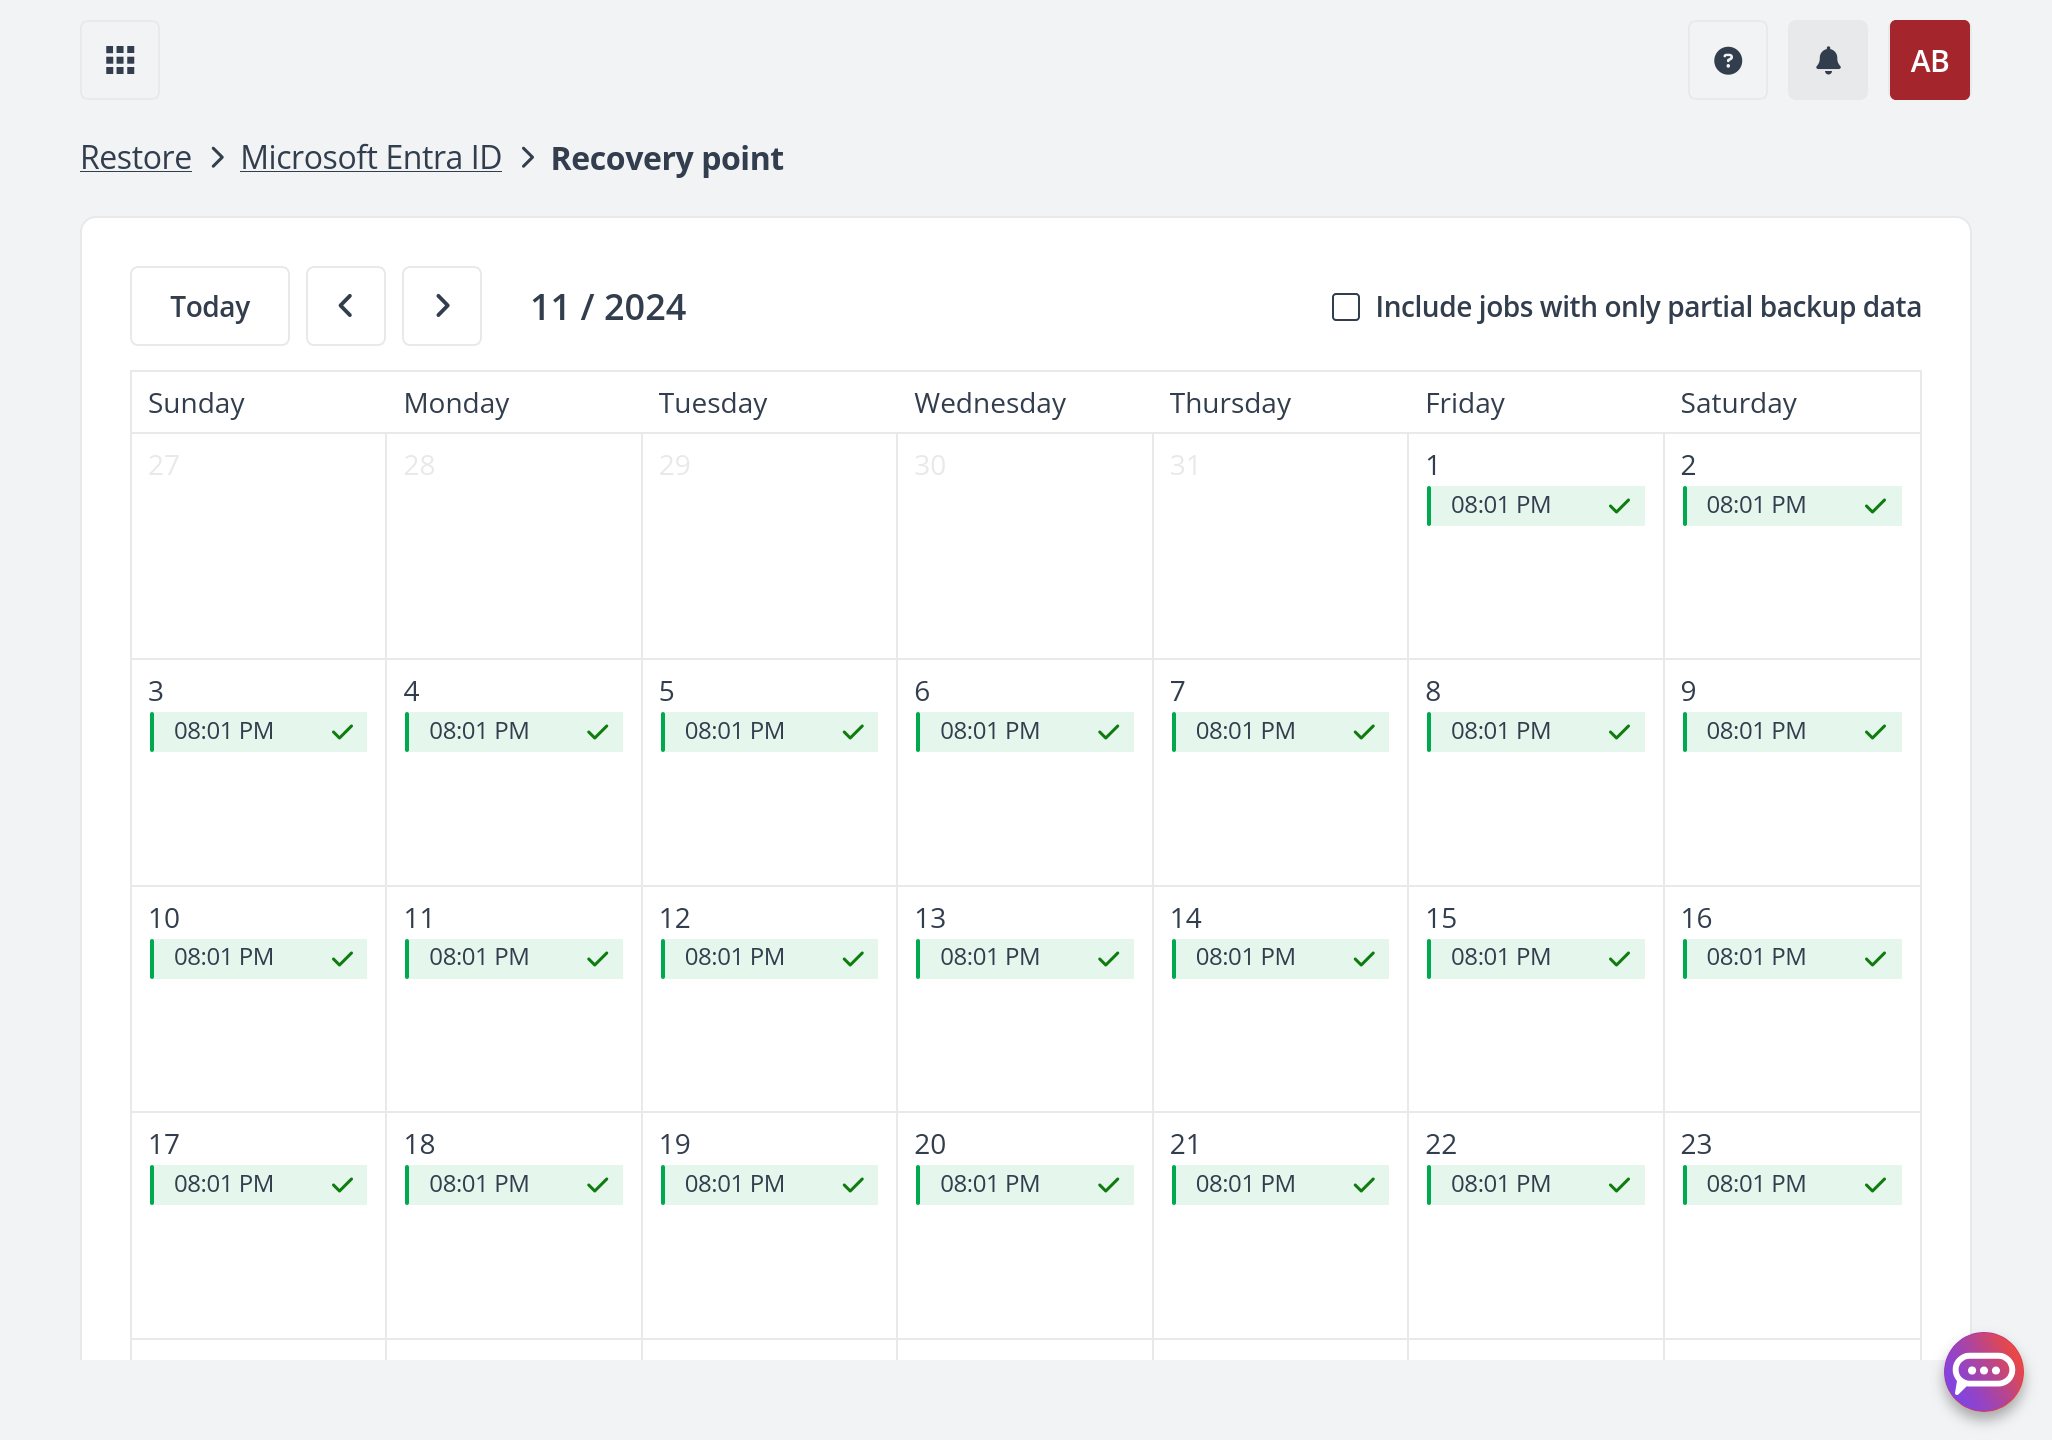 AB
Restore > Microsoft Entra ID > Recovery point
Today 11 / 2024 Include jobs with only partial backup data
Sunday Monday Tuesday Wednesday Thursday Friday Saturday
27 28 29 30 31 1 2
08:01 PM 08:01 PM
3 4 5 6 7 8 9
08:01 PM 08:01 PM 08:01 PM 08:01 PM 08:01 PM 08:01 PM 08:01 PM
10 11 12 13 14 15 16
08:01 PM 08:01 PM 08:01 PM 08:01 PM 08:01 PM 08:01 PM 08:01 PM
17 18 19 20 21 22 23
08:01 PM 08:01 PM 08:01 PM 08:01 PM 08:01 PM 08:01 PM 08:01 PM